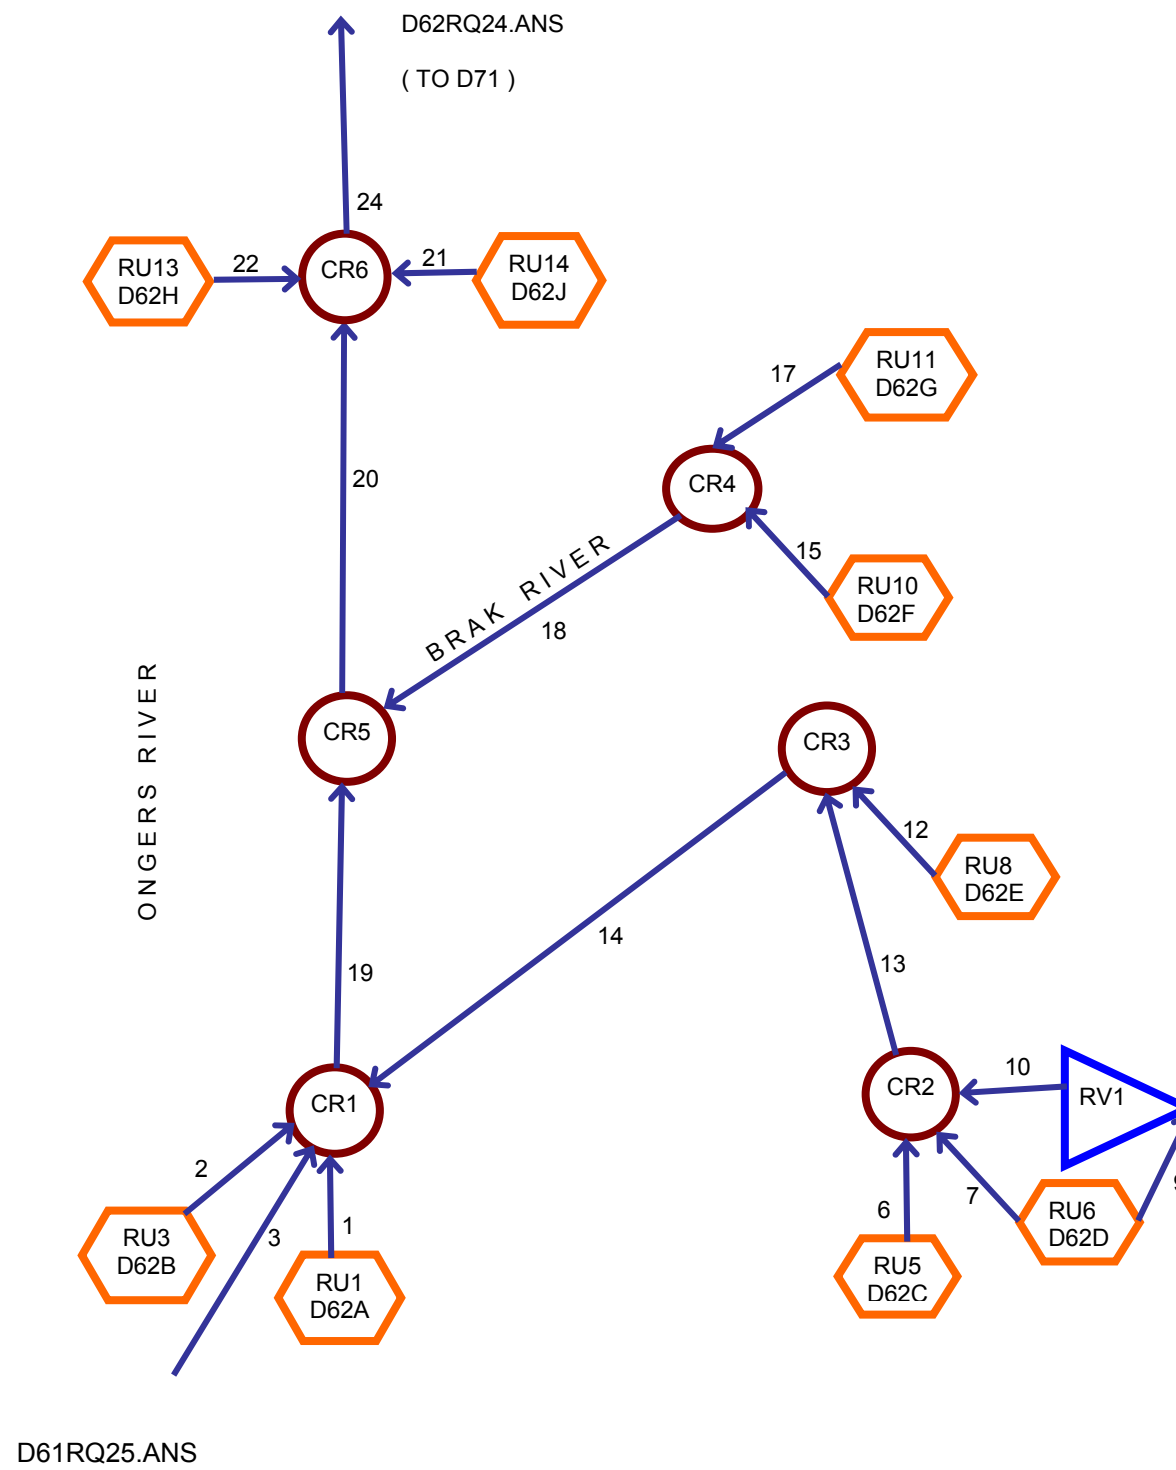 D62RQ24.ANS
( TO D71 )
24
RU13
D62H
22
CR6
21
RU14
D62J
RU11
D62G
17
20
CR4
15
RU10
D62F
BRAK RIVER
18
ONGERS RIVER
CR5
CR3
12
RU8
D62E
14
13
19
10
CR2
RV1
CR1
2
3
1
6
7
9
RU3
D62B
RU6
D62D
RU1
D62A
RU5
D62C
D61RQ25.ANS